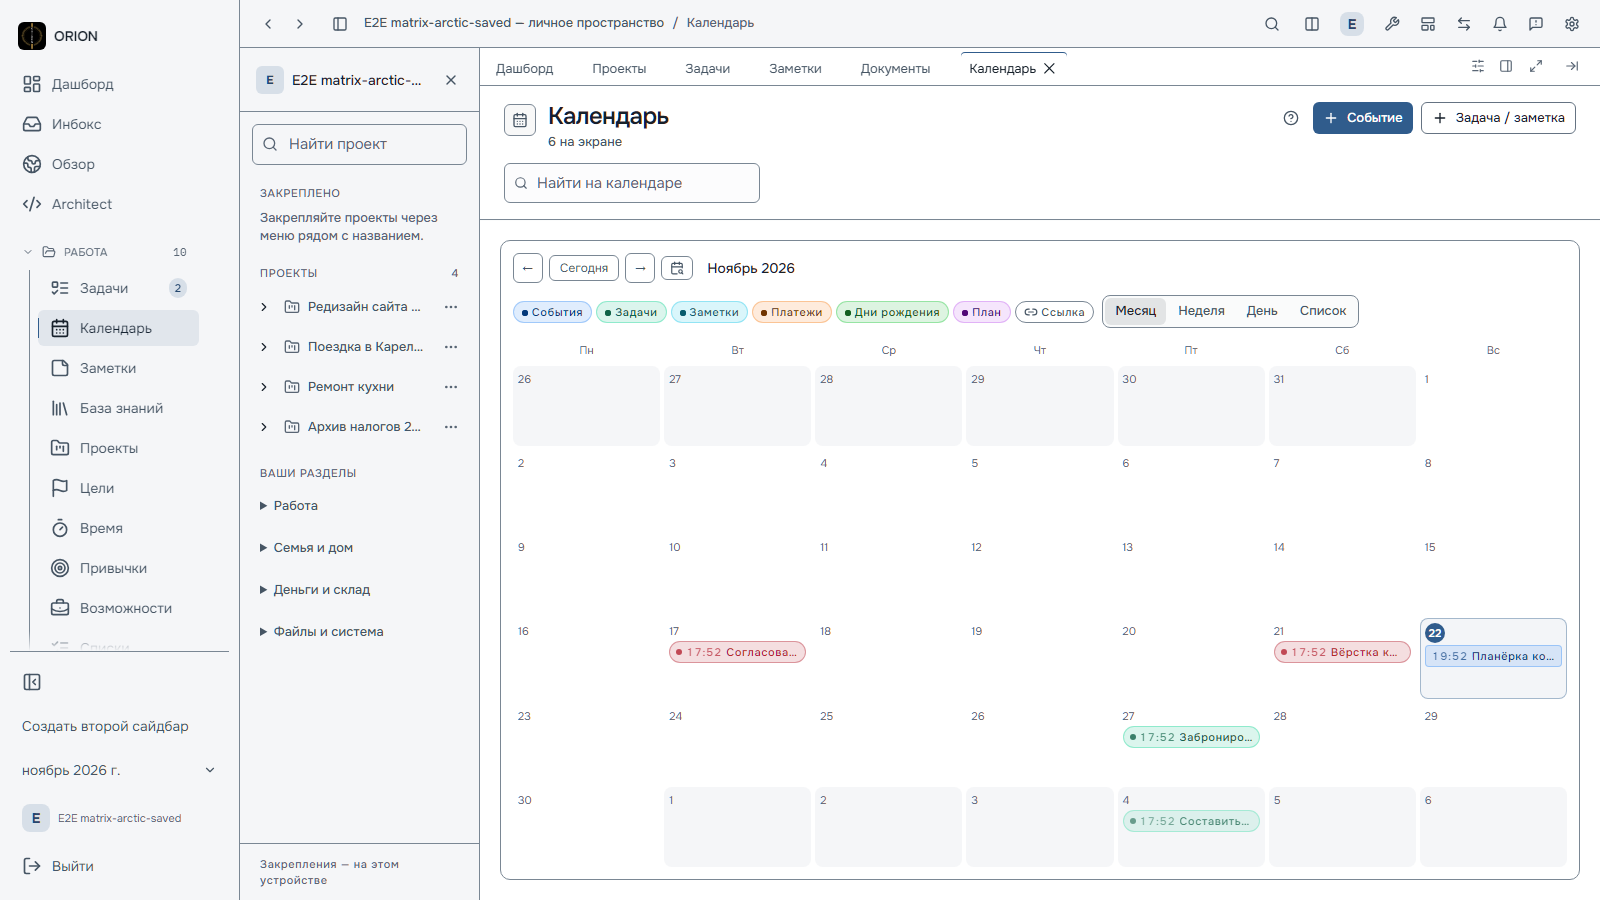 ORION
Дашборд
Инбокс
Обзор
Architect
РАБОТА 10
Задачи 2
Календарь
Заметки
База знаний
Проекты
Цели
Время
Привычки
Возможности
Списки
Создать второй сайдбар
ноябрь 2026 г.
E E2E matrix-arctic-saved
Выйти
E2E matrix-arctic-saved — личное пространство / Календарь
E
E E2E matrix-arctic-...
Найти проект
ЗАКРЕПЛЕНО
Закрепляйте проекты через
меню рядом с названием.
ПРОЕКТЫ 4
Редизайн сайта ...
Поездка в Карел...
Ремонт кухни
Архив налогов 2...
ВАШИ РАЗДЕЛЫ
Работа
Семья и дом
Деньги и склад
Файлы и система
Закрепления — на этом
устройстве
Дашборд Проекты Задачи Заметки Документы Календарь
Календарь
6 на экране
Событие
Задача / заметка
Найти на календаре
← Сегодня → Ноябрь 2026
События Задачи Заметки Платежи Дни рождения План Ссылка Месяц Неделя День Список
Пн Вт Ср Чт Пт Сб Вс
26 27 28 29 30 31 1
2 3 4 5 6 7 8
9 10 11 12 13 14 15
16 17 18 19 20 21 22
17:52 Согласова... 17:52 Вёрстка к... 19:52 Планёрка ко...
23 24 25 26 27 28 29
17:52 Заброниро...
30 1 2 3 4 5 6
17:52 Составить...